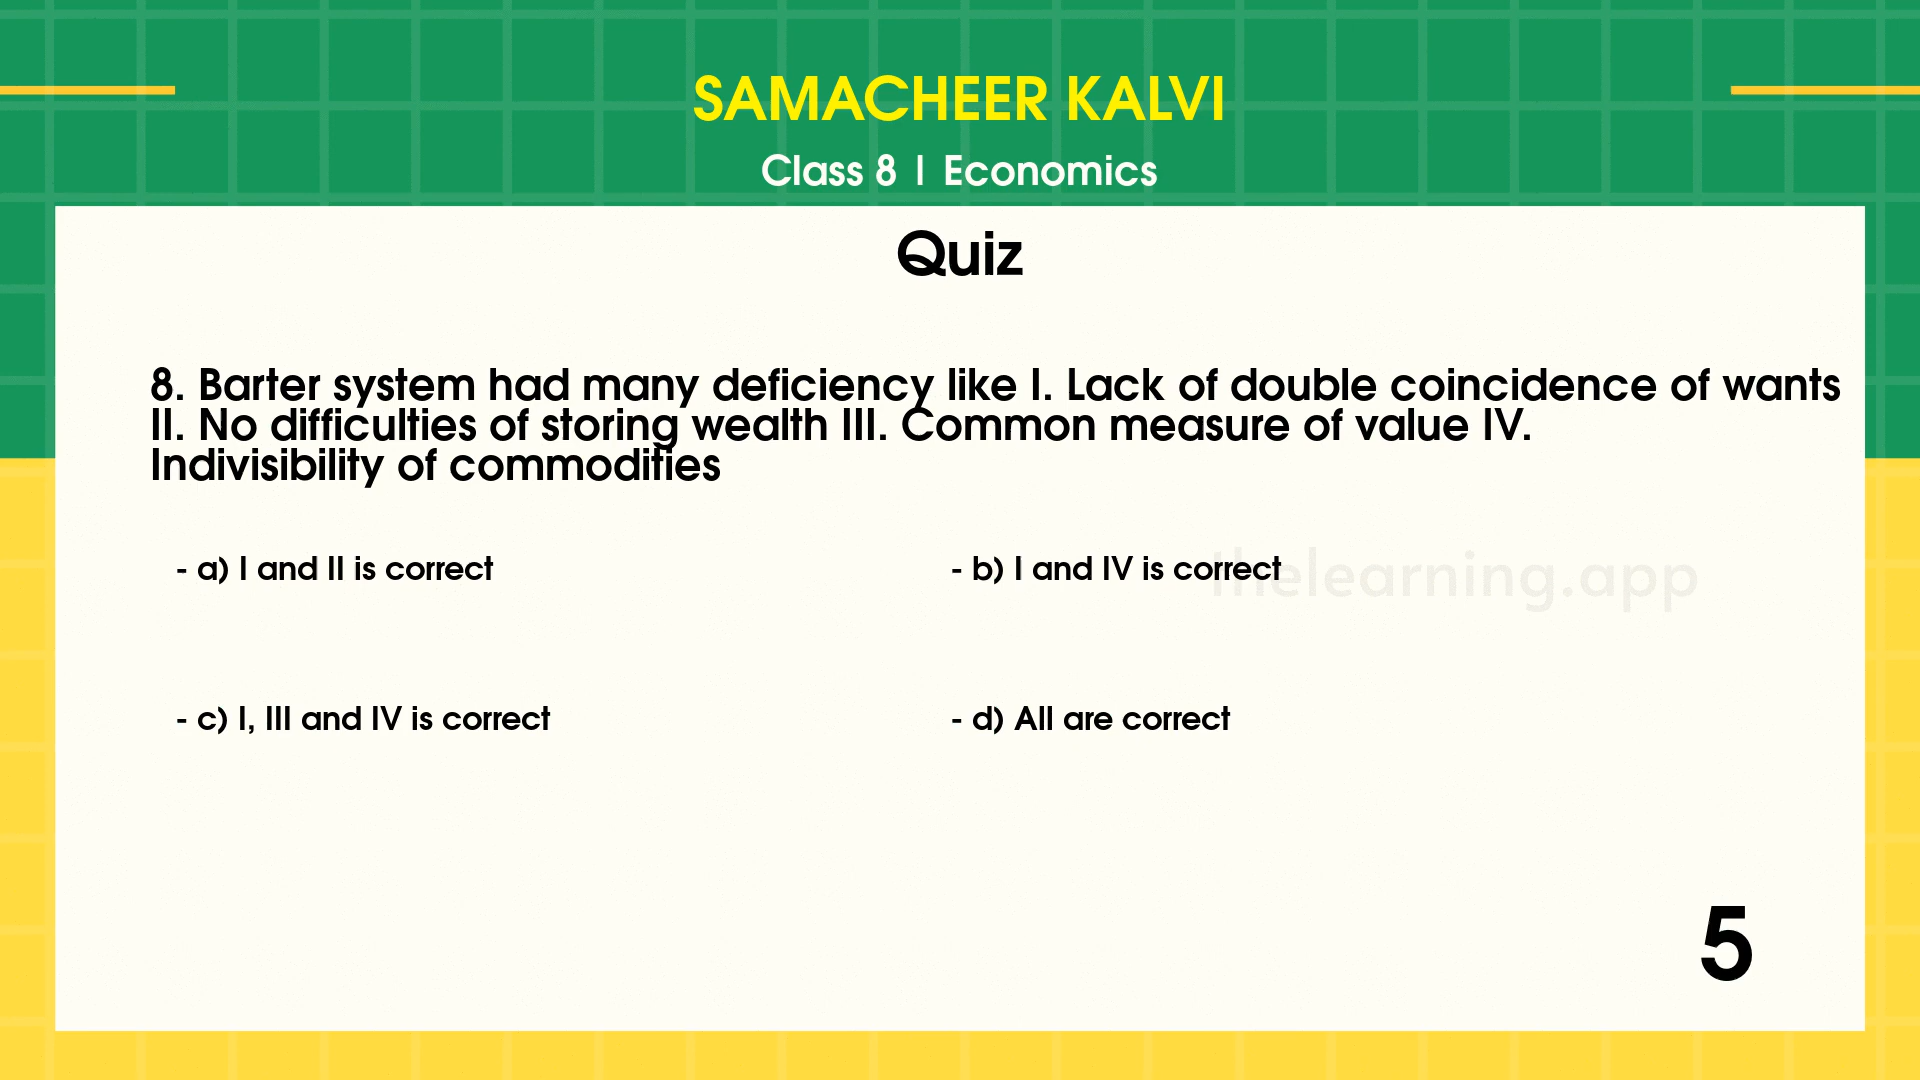 SAMACHEER KALVI
Class 8 | Economics
Quiz
8. Barter system had many deficiency like I. Lack of double coincidence of wants
II. No difficulties of storing wealth III. Common measure of value IV.
Indivisibility of commodities
- a) I and II is correct
- b) I and IV is correct
thelearning.app
- c) I, III and IV is correct
- d) All are correct
5